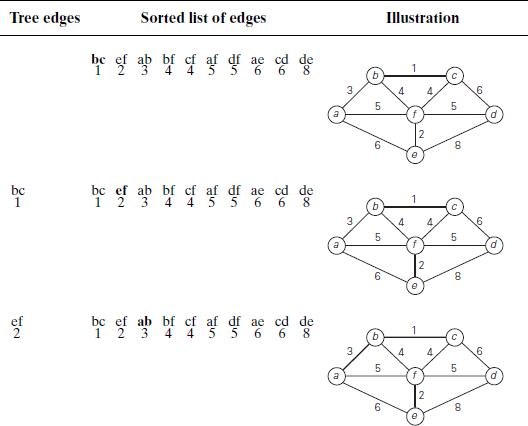 Tree edges Sorted list of edges Illustration
bc ef ab bf cf af df ae cd de
1 2 3 4 4 5 5 6 6 8
b 1 c
3 4 4 6
a 5 f 5 d
2
6 e 8
bc bc ef ab bf cf af df ae cd de
1 1 2 3 4 4 5 5 6 6 8
b 1 c
3 4 4 6
a 5 f 5 d
2
6 e 8
ef bc ef ab bf cf af df ae cd de
2 1 2 3 4 4 5 5 6 6 8
b 1 c
3 4 4 6
a 5 f 5 d
2
6 e 8